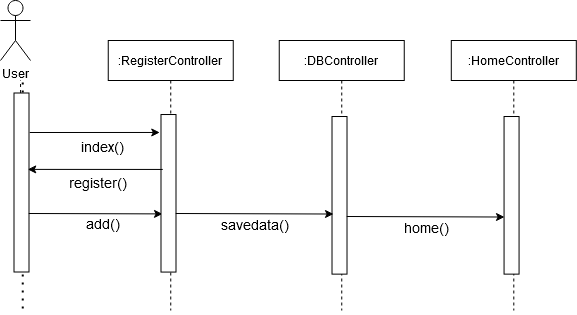 User
:RegisterController
:DBController
:HomeController
index()
register()
add()
savedata()
home()